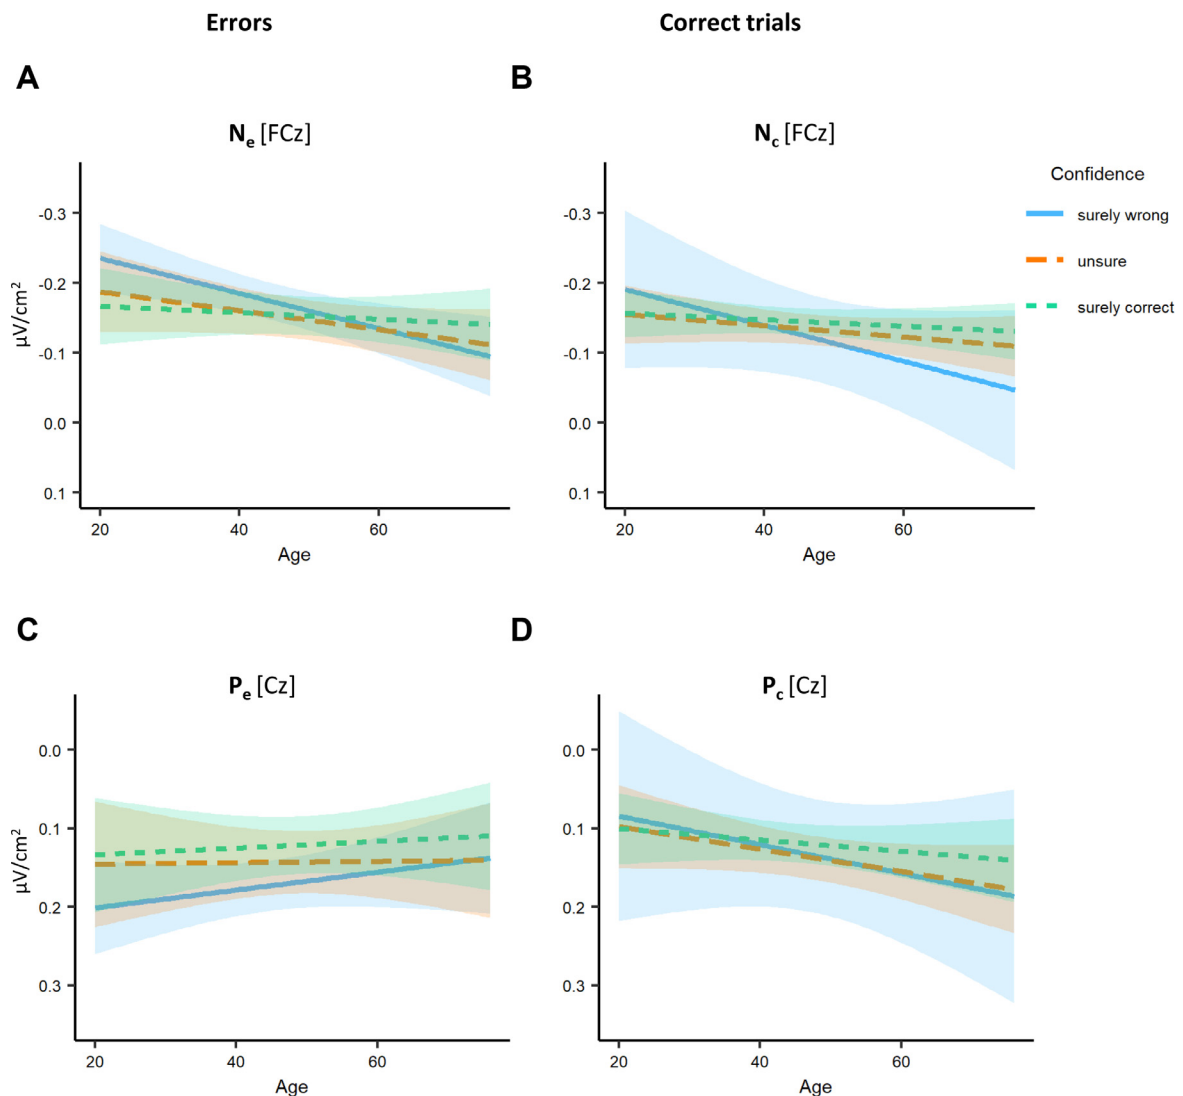 Errors
Correct trials
A
B
Nₑ [FCz]
N꜀ [FCz]
-0.3
-0.2
-0.1
0.0
0.1
µV/cm²
20
40
60
Age
-0.3
-0.2
-0.1
0.0
0.1
20
40
60
Age
Confidence
surely wrong
unsure
surely correct
C
D
Pₑ [Cz]
P꜀ [Cz]
0.0
0.1
0.2
0.3
µV/cm²
20
40
60
Age
0.0
0.1
0.2
0.3
20
40
60
Age